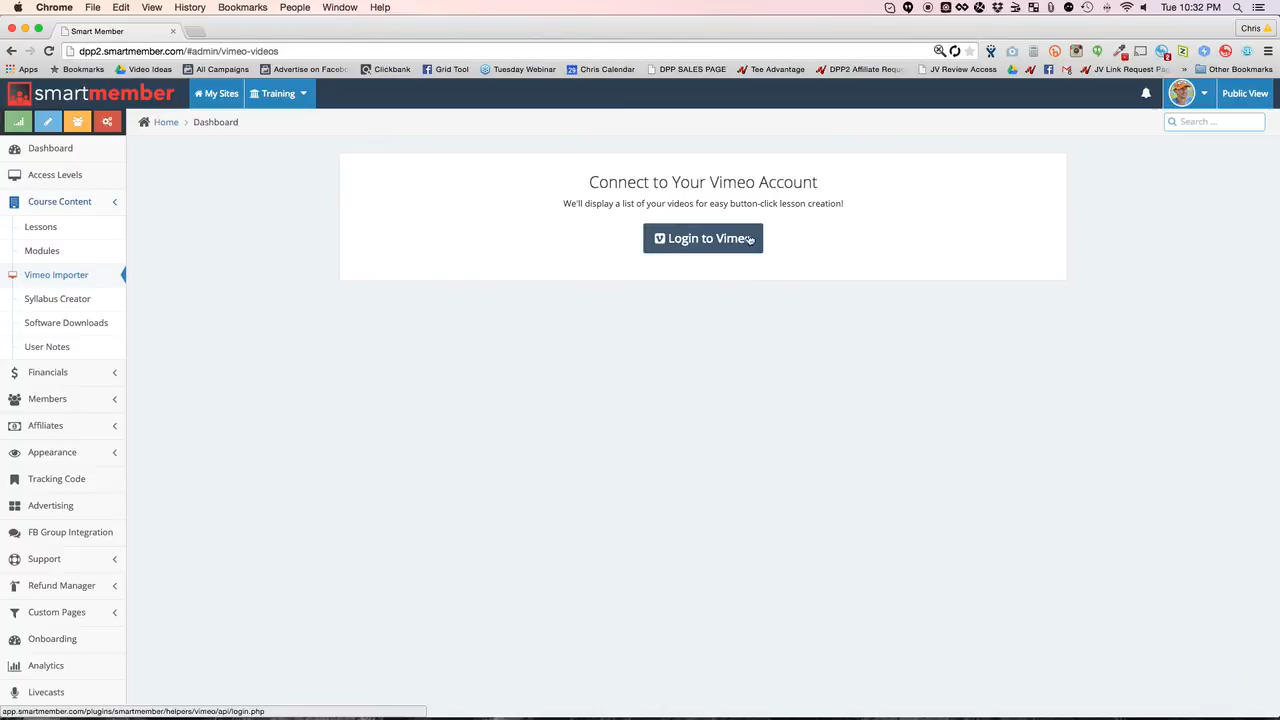 Chrome File Edit View History Bookmarks People Window Help Tue 10:32 PM
Smart Member Chris
dpp2.smartmember.com/#admin/vimeo-videos
Apps Bookmarks Video Ideas All Campaigns Advertise on Facebo Clickbank Grid Tool Tuesday Webinar Chris Calendar DPP SALES PAGE Tee Advantage DPP2 Affiliate Requ JV Review Access JV Link Request Pag » Other Bookmarks
smartmember My Sites Training Public View
Home > Dashboard Search ...
Dashboard
Access Levels
Course Content
Lessons
Modules
Vimeo Importer
Syllabus Creator
Software Downloads
User Notes
Financials
Members
Affiliates
Appearance
Tracking Code
Advertising
FB Group Integration
Support
Refund Manager
Custom Pages
Onboarding
Analytics
Livecasts
Connect to Your Vimeo Account
We'll display a list of your videos for easy button-click lesson creation!
Login to Vimeo
app.smartmember.com/plugins/smartmember/helpers/vimeo/api/login.php